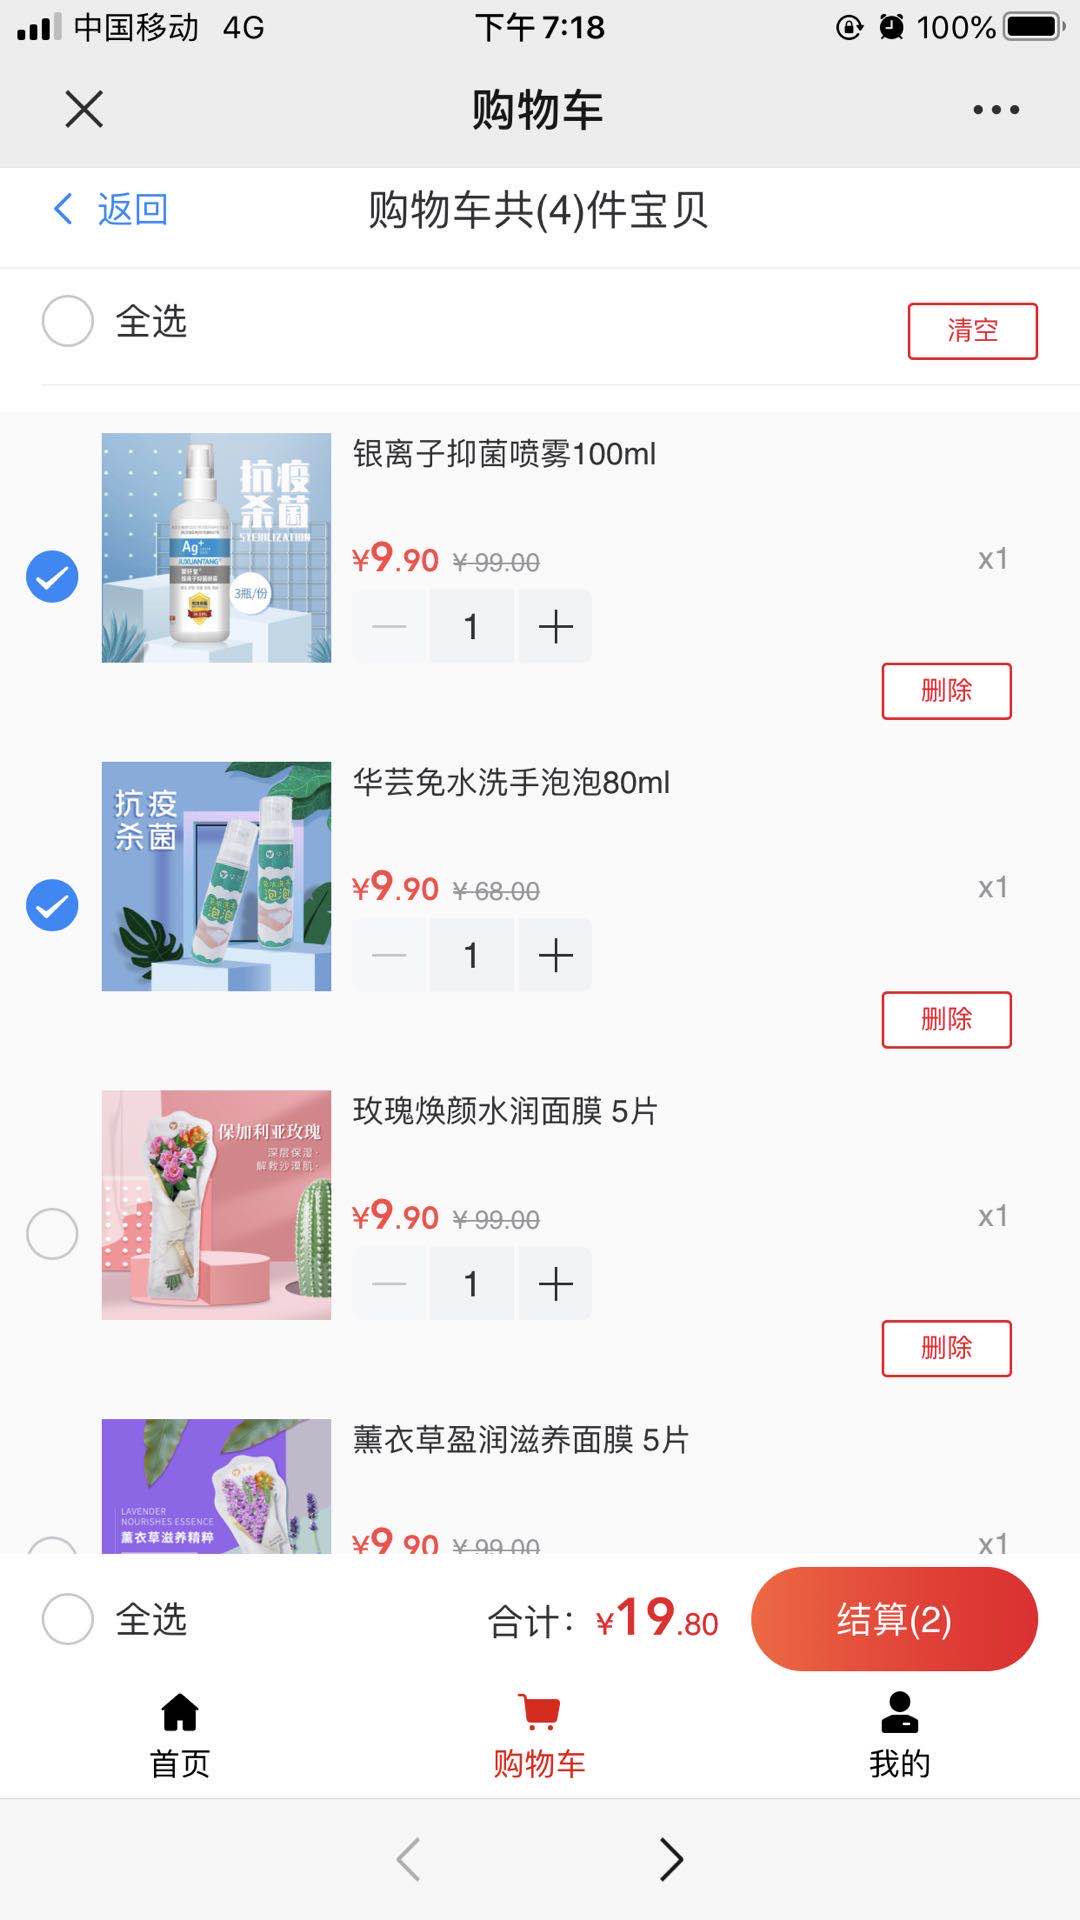 中国移动 4G 下午7:18 100%
购物车
返回 购物车共(4)件宝贝
全选 清空
银离子抑菌喷雾100ml
抗疫
杀菌
STERILIZATION
Ag+
JUXUANTANG
3瓶/份
¥9.90 ¥99.00 x1
1
删除
华芸免水洗手泡泡80ml
抗疫
杀菌
泡泡
泡泡
¥9.90 ¥68.00 x1
1
删除
玫瑰焕颜水润面膜 5片
保加利亚玫瑰
深层保湿·
解救沙漠肌·
¥9.90 ¥99.00 x1
1
删除
薰衣草盈润滋养面膜 5片
LAVENDER
NOURISHES ESSENCE
薰衣草滋养精粹
¥9.90 ¥99.00 x1
全选 合计：¥19.80 结算(2)
首页 购物车 我的